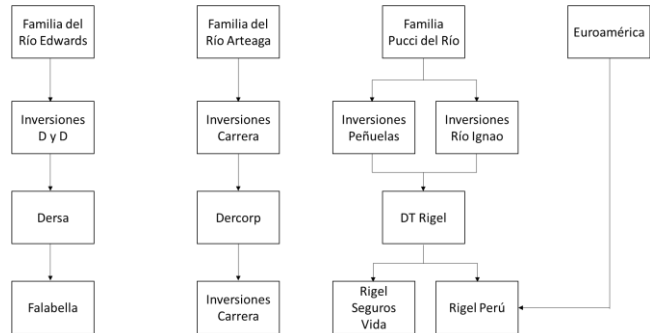 Familia del
Río Edwards
Familia del
Río Arteaga
Familia
Pucci del Río
Euroamérica
Inversiones
D y D
Inversiones
Carrera
Inversiones
Peñuelas
Inversiones
Río Ignao
Dersa
Dercorp
DT Rigel
Falabella
Inversiones
Carrera
Rigel
Seguros
Vida
Rigel Perú